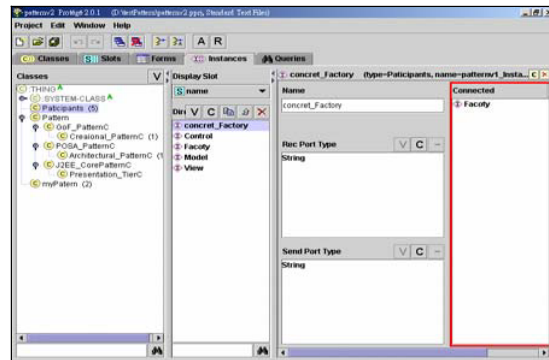 patternv2 Protégé 2.0.1 (D:\testPattern\patternv2.pprj, Standard Text Files)
Project Edit Window Help
A R
C Classes S Slots Forms Instances Queries
Classes V
:THING A
:SYSTEM-CLASS A
Paticipants (5)
Pattern
GoF_PatternC
Creaional_PatternC (1)
POSA_PatternC
Architectural_PatternC (1
J2EE_CorePatternC
Presentation_TierC
myPatern (2)
Display Slot
S name
Diri V C
concret_Factory
Control
Facoty
Model
View
concret_Factory (type=Paticipants, name=patternv1_Insta... C
Name
concret_Factory
Rec Port Type V C
String
Send Port Type V C
String
Connected
Facoty